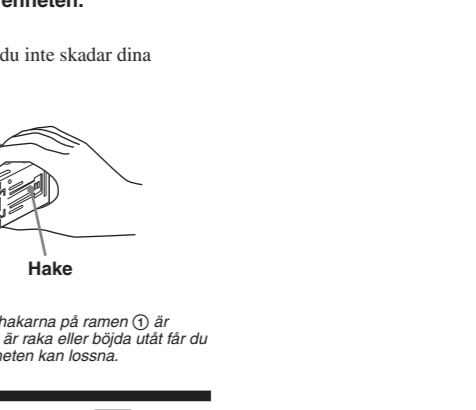 enheten.
du inte skadar dina
Hake
hakarna på ramen ① är
är raka eller böjda utåt får du
heten kan lossna.